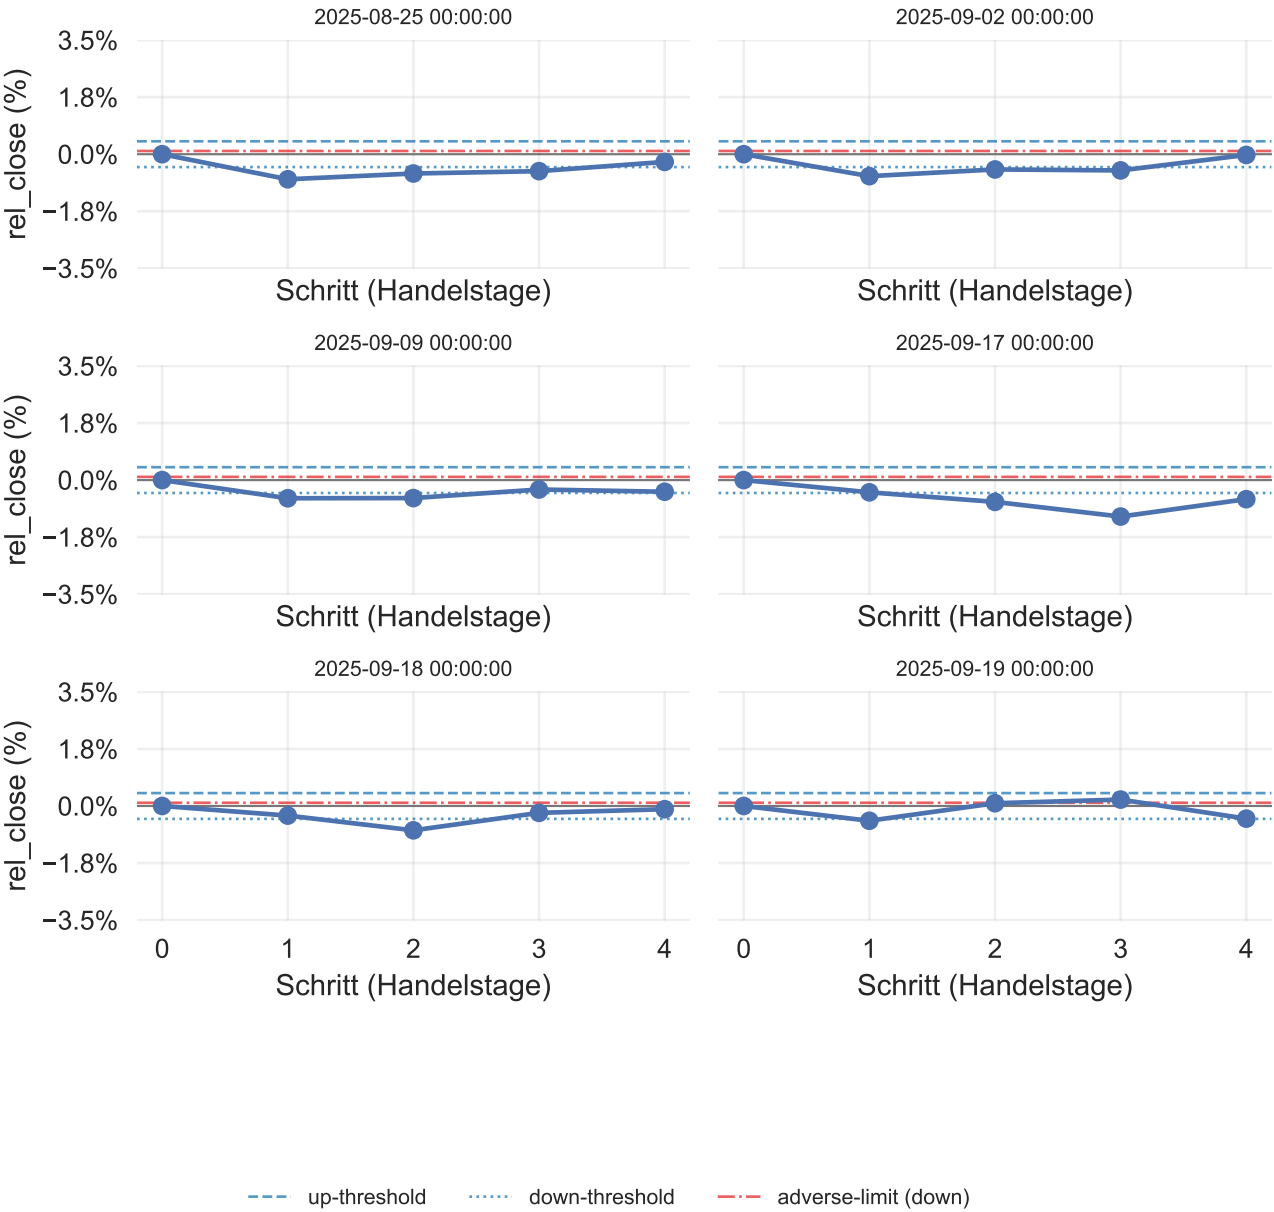 2025-08-25 00:00:00
2025-09-02 00:00:00
3.5%
1.8%
0.0%
−1.8%
−3.5%
rel_close (%)
Schritt (Handelstage)
Schritt (Handelstage)
2025-09-09 00:00:00
2025-09-17 00:00:00
3.5%
1.8%
0.0%
−1.8%
−3.5%
rel_close (%)
Schritt (Handelstage)
Schritt (Handelstage)
2025-09-18 00:00:00
2025-09-19 00:00:00
3.5%
1.8%
0.0%
−1.8%
−3.5%
rel_close (%)
0 1 2 3 4
0 1 2 3 4
Schritt (Handelstage)
Schritt (Handelstage)
up-threshold
down-threshold
adverse-limit (down)